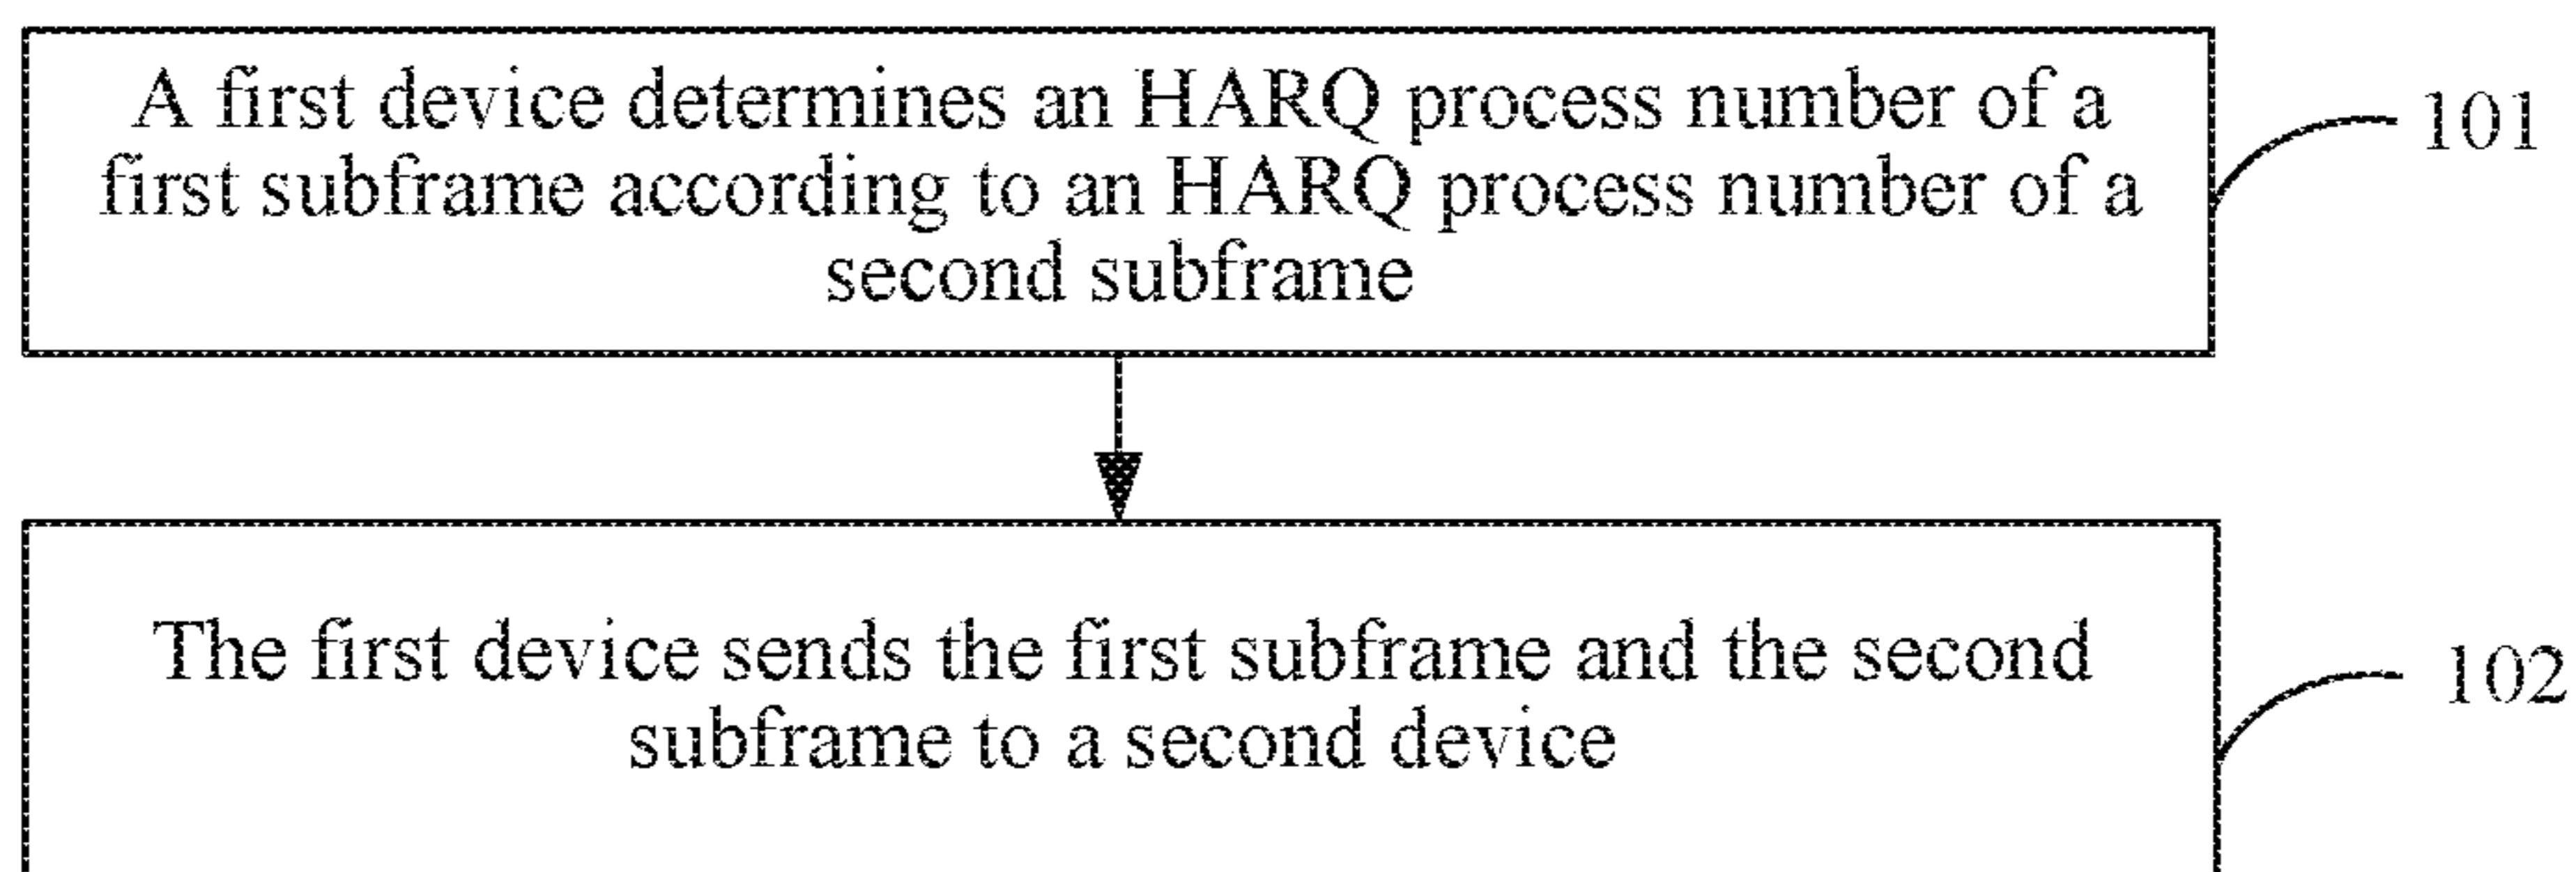 A first device determines an HARQ process number of a
first subframe according to an HARQ process number of a
second subframe
101
The first device sends the first subframe and the second
subframe to a second device
102